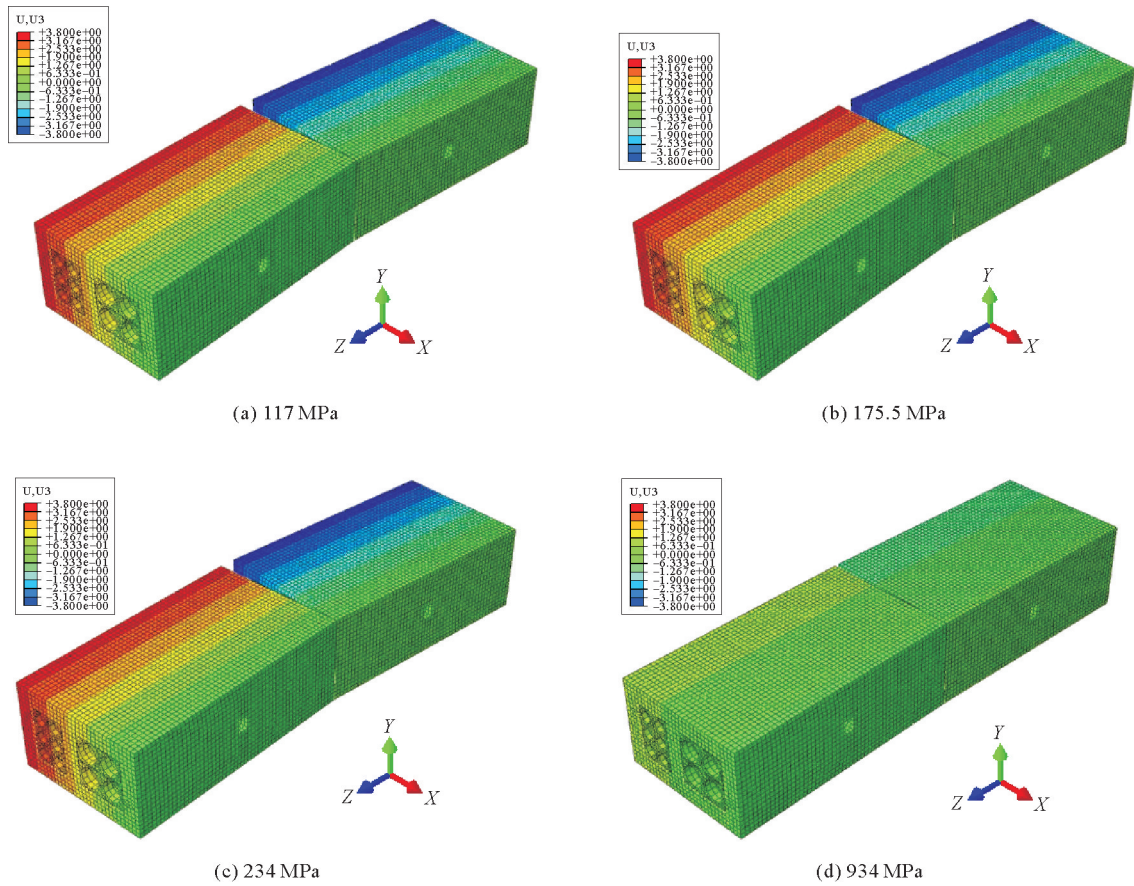 U,U3
+3.800e+00
+3.167e+00
+2.533e+00
+1.900e+00
+1.267e+00
+6.333e−01
+0.000e+00
−6.333e−01
−1.267e+00
−1.900e+00
−2.533e+00
−3.167e+00
−3.800e+00
Y
Z
X
(a) 117 MPa
U,U3
+3.800e+00
+3.167e+00
+2.533e+00
+1.900e+00
+1.267e+00
+6.333e−01
+0.000e+00
−6.333e−01
−1.267e+00
−1.900e+00
−2.533e+00
−3.167e+00
−3.800e+00
Y
Z
X
(b) 175.5 MPa
U,U3
+3.800e+00
+3.167e+00
+2.533e+00
+1.900e+00
+1.267e+00
+6.333e−01
+0.000e+00
−6.333e−01
−1.267e+00
−1.900e+00
−2.533e+00
−3.167e+00
−3.800e+00
Y
Z
X
(c) 234 MPa
U,U3
+3.800e+00
+3.167e+00
+2.533e+00
+1.900e+00
+1.267e+00
+6.333e−01
+0.000e+00
−6.333e−01
−1.267e+00
−1.900e+00
−2.533e+00
−3.167e+00
−3.800e+00
Y
Z
X
(d) 934 MPa